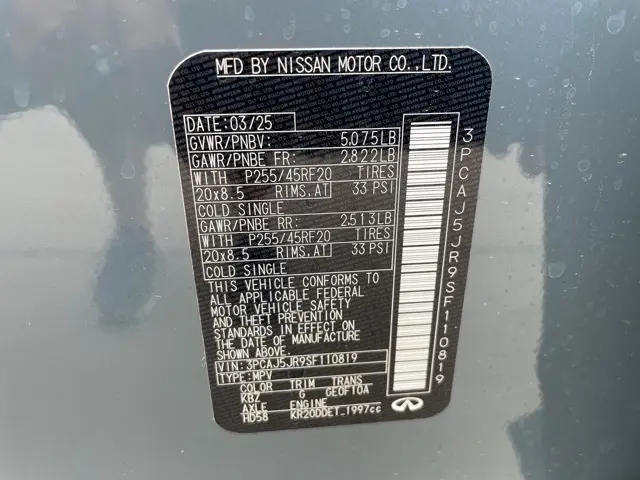 MFD BY NISSAN MOTOR CO.,LTD.
DATE:03/25
GVWR/PNBV: 5,075LB
GAWR/PNBE FR: 2,822LB
WITH P255/45RF20 TIRES
20x8.5 RIMS,AT 33 PSI
COLD SINGLE
GAWR/PNBE RR: 2,513LB
WITH P255/45RF20 TIRES
20x8.5 RIMS,AT 33 PSI
COLD SINGLE
THIS VEHICLE CONFORMS TO
ALL APPLICABLE FEDERAL
MOTOR VEHICLE SAFETY
AND THEFT PREVENTION
STANDARDS IN EFFECT ON
THE DATE OF MANUFACTURE
SHOWN ABOVE.
VIN:3PCAJ5JR9SF110819
TYPE:MPV
COLOR TRIM TRANS
KBZ G GE0F10A
AXLE ENGINE
HD58 KR20DDET,1997cc
3PCAJ5JR9SF110819